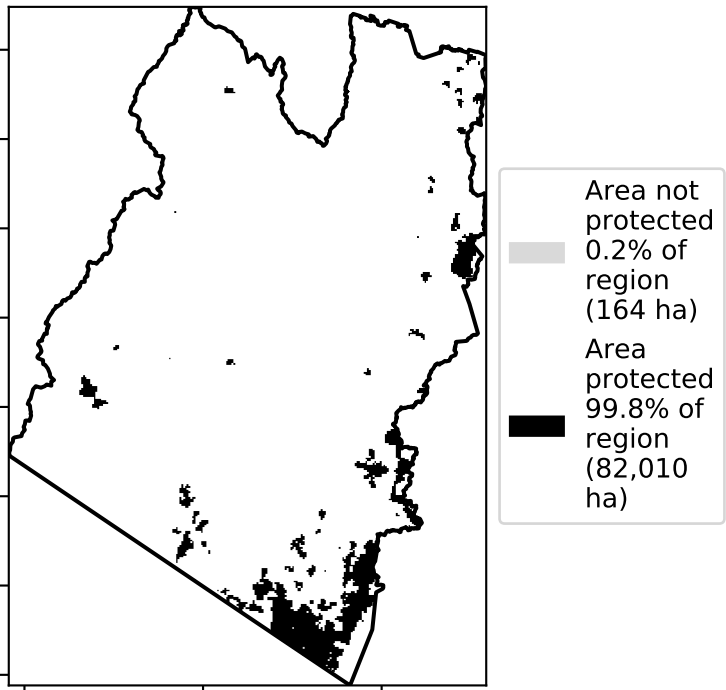 Area not
protected
0.2% of
region
(164 ha)
Area
protected
99.8% of
region
(82,010
ha)